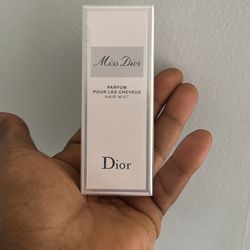 Miss Dior
PARFUM
POUR LES CHEVEUX
HAIR MIST
Dior